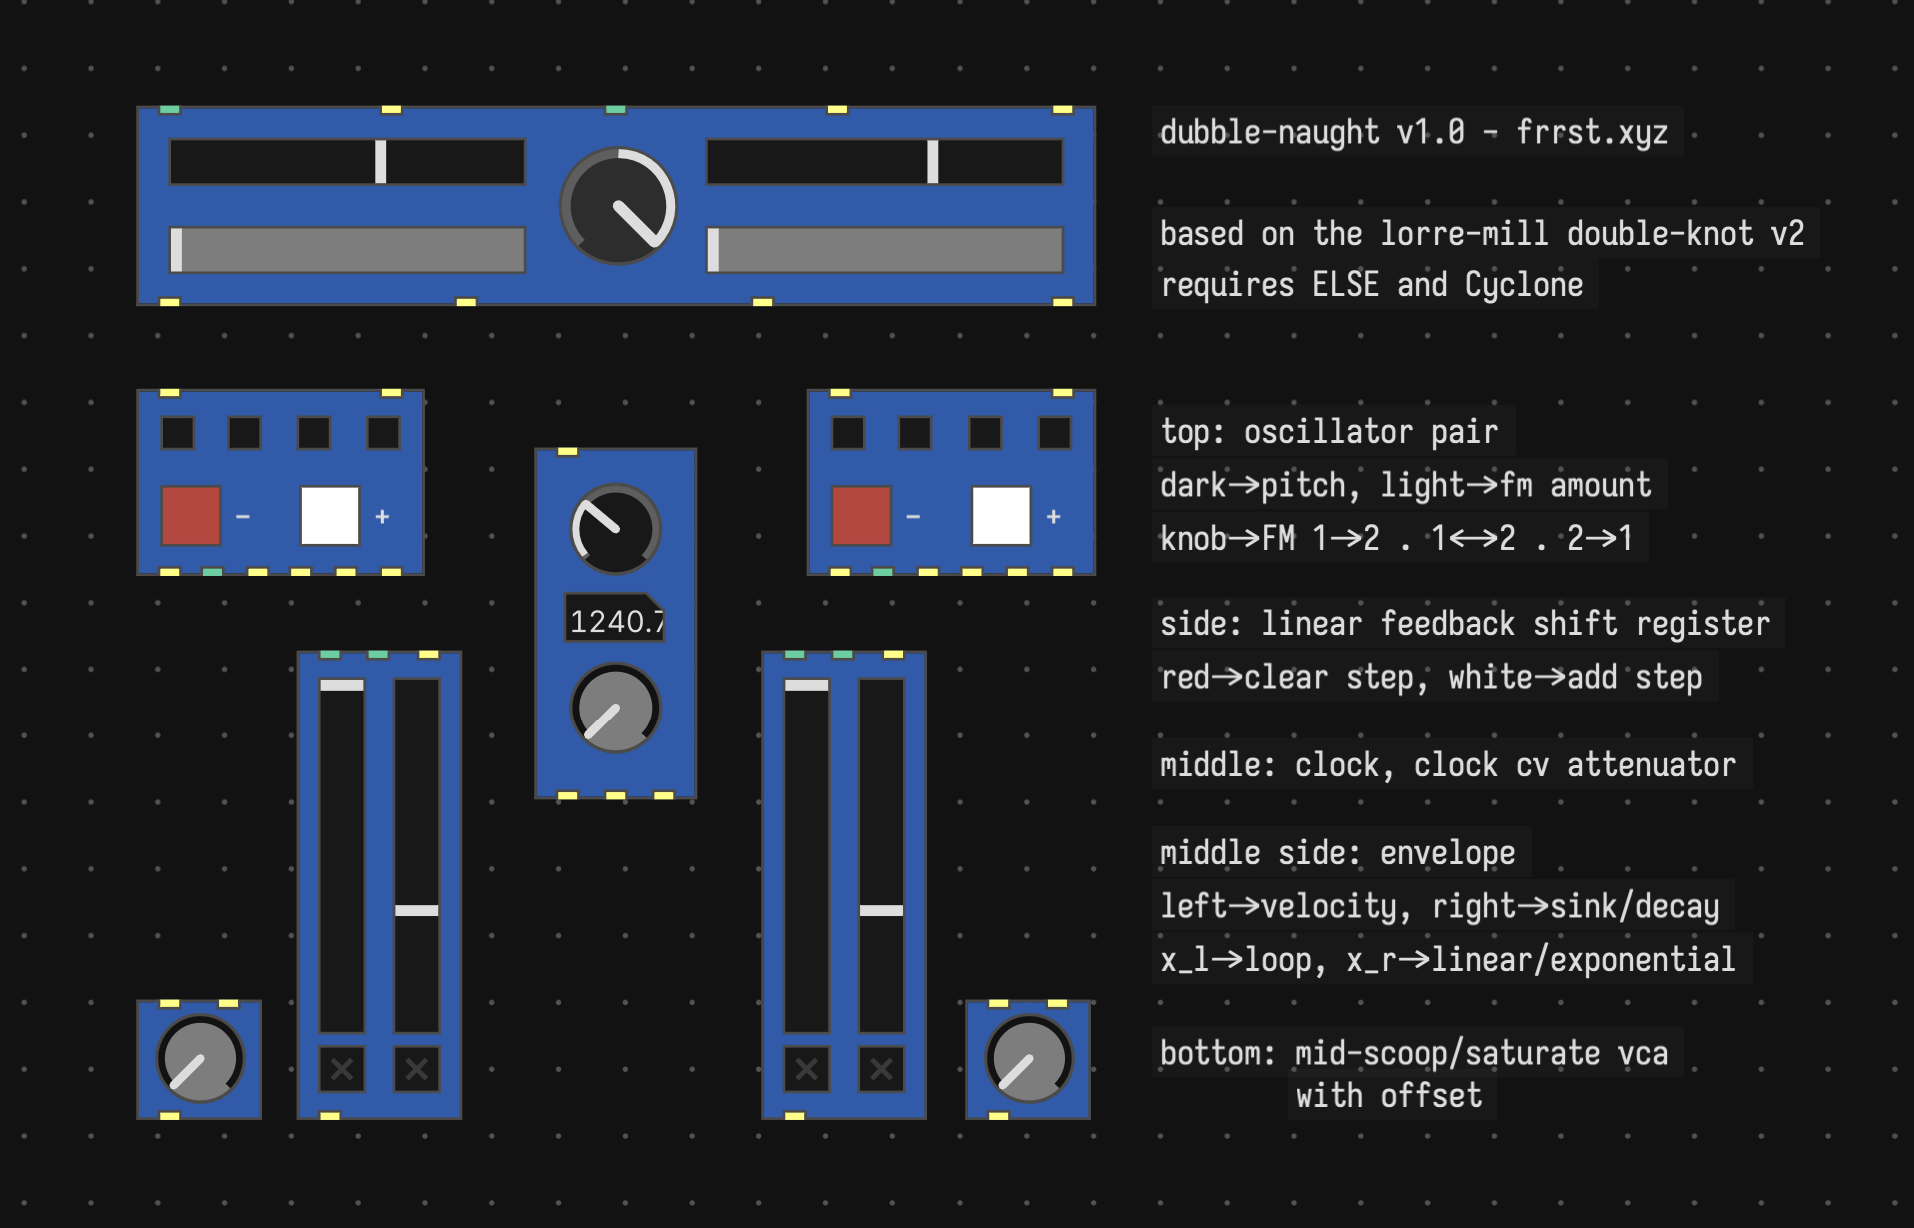 dubble-naught v1.0 - frrst.xyz
based on the lorre-mill double-knot v2
requires ELSE and Cyclone
- +
- +
1240.7
top: oscillator pair
dark→pitch, light→fm amount
knob→FM 1→2 . 1↔2 . 2→1
side: linear feedback shift register
red→clear step, white→add step
middle: clock, clock cv attenuator
middle side: envelope
left→velocity, right→sink/decay
x_l→loop, x_r→linear/exponential
bottom: mid-scoop/saturate vca
with offset